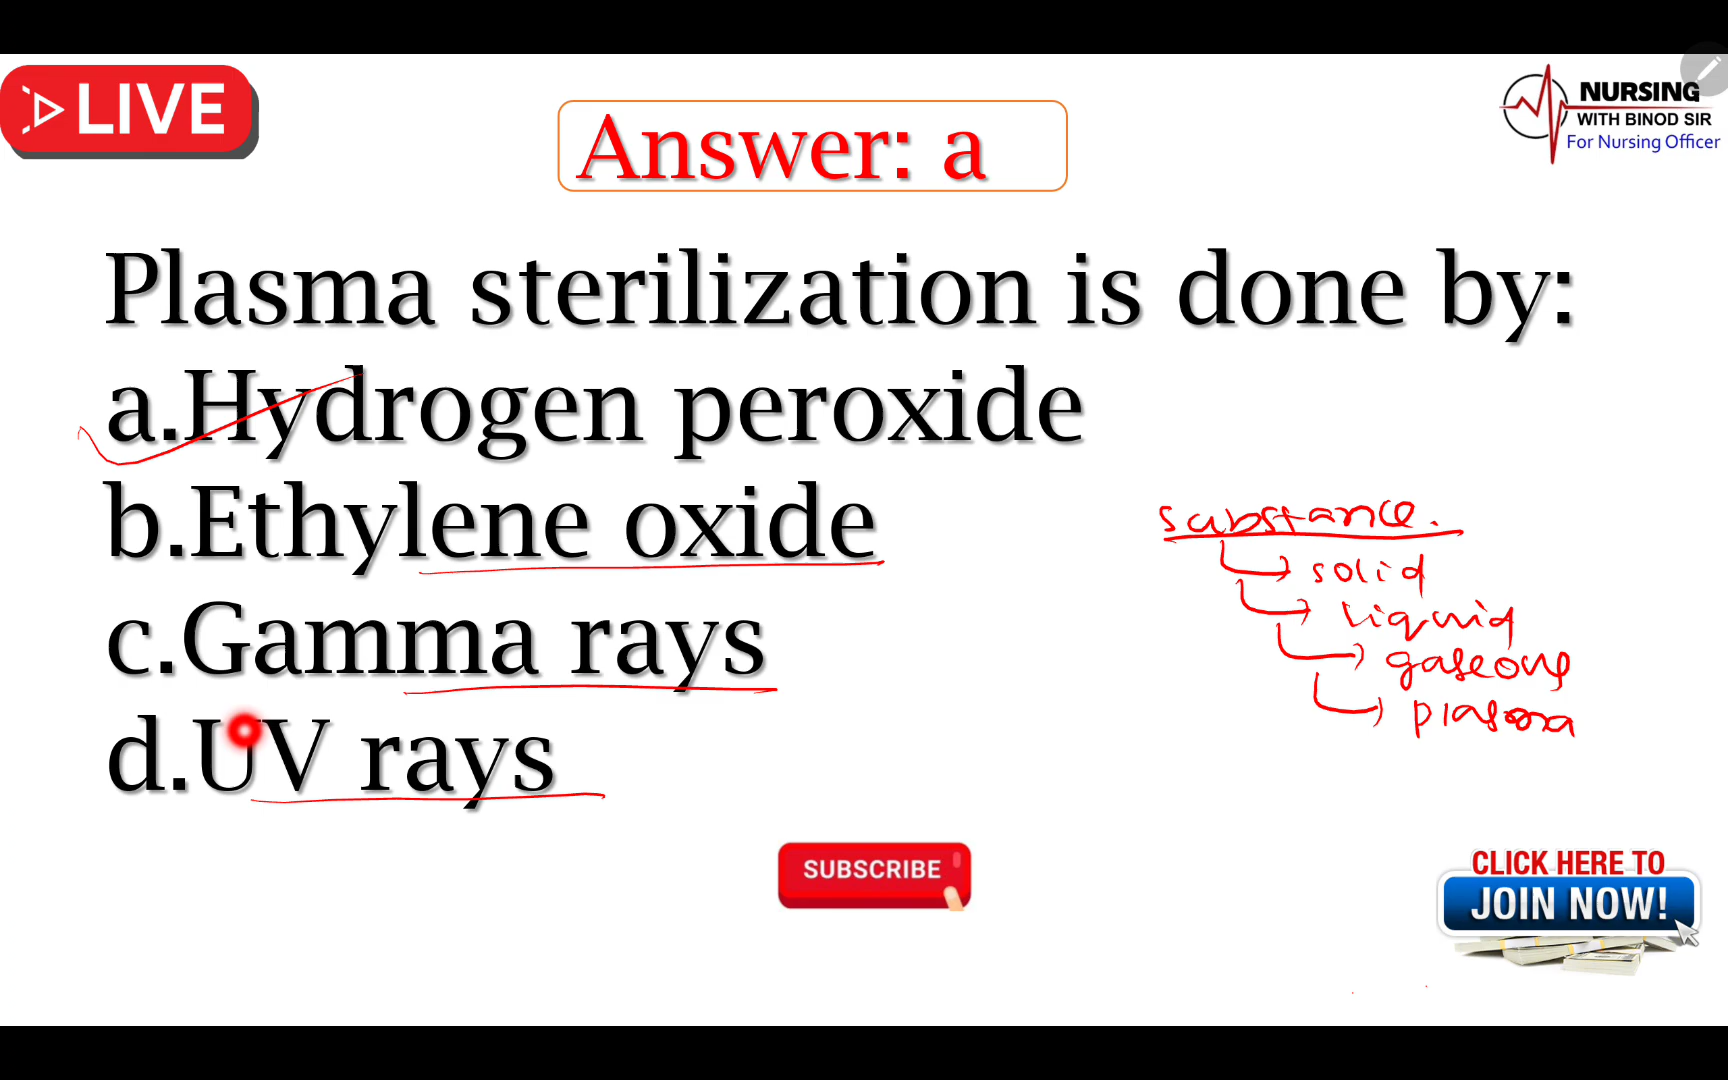 LIVE
Answer: a
NURSING
WITH BINOD SIR
For Nursing Officer
Plasma sterilization is done by:
a.Hydrogen peroxide
b.Ethylene oxide
c.Gamma rays
d.UV rays
substance.
solid
liquid
gaseous
plasma
SUBSCRIBE
CLICK HERE TO
JOIN NOW!